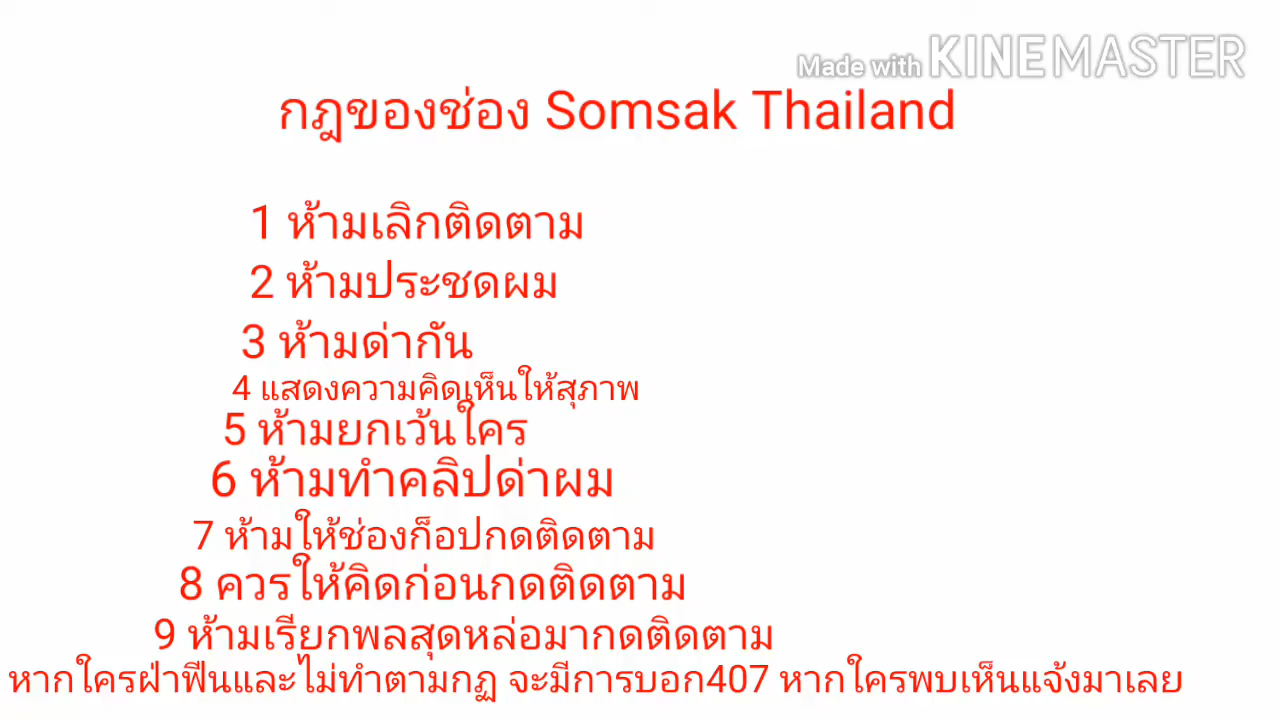 Made with KINEMASTER
กฎของช่อง Somsak Thailand
1 ห้ามเลิกติดตาม
2 ห้ามประชดผม
3 ห้ามด่ากัน
4 แสดงความคิดเห็นให้สุภาพ
5 ห้ามยกเว้นใคร
6 ห้ามทำคลิปด่าผม
7 ห้ามให้ช่องก็อปกดติดตาม
8 ควรให้คิดก่อนกดติดตาม
9 ห้ามเรียกพลสุดหล่อมากดติดตาม
หากใครฝ่าฟืนและไม่ทำตามกฏ จะมีการบอก407 หากใครพบเห็นแจ้งมาเลย